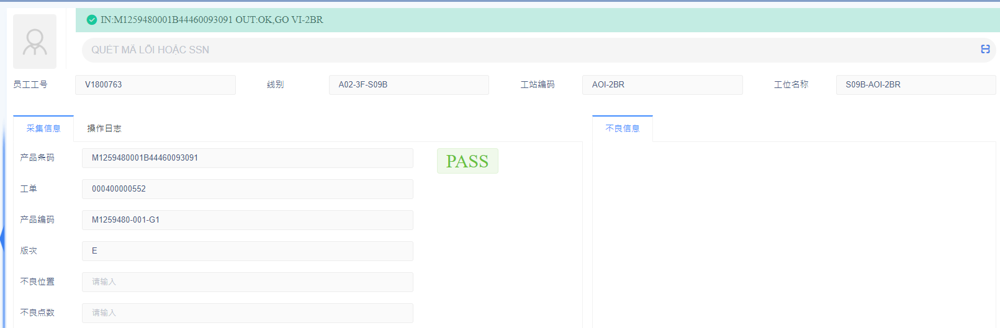 IN:M1259480001B44460093091 OUT:OK,GO VI-2BR
QUÉT MÃ LỖI HOẶC SSN
员工工号 V1800763 线别 A02-3F-S09B 工站编码 AOI-2BR 工位名称 S09B-AOI-2BR
采集信息 操作日志 不良信息
产品条码 M1259480001B44460093091 PASS
工单 000400000552
产品编码 M1259480-001-G1
版次 E
不良位置 请输入
不良点数 请输入